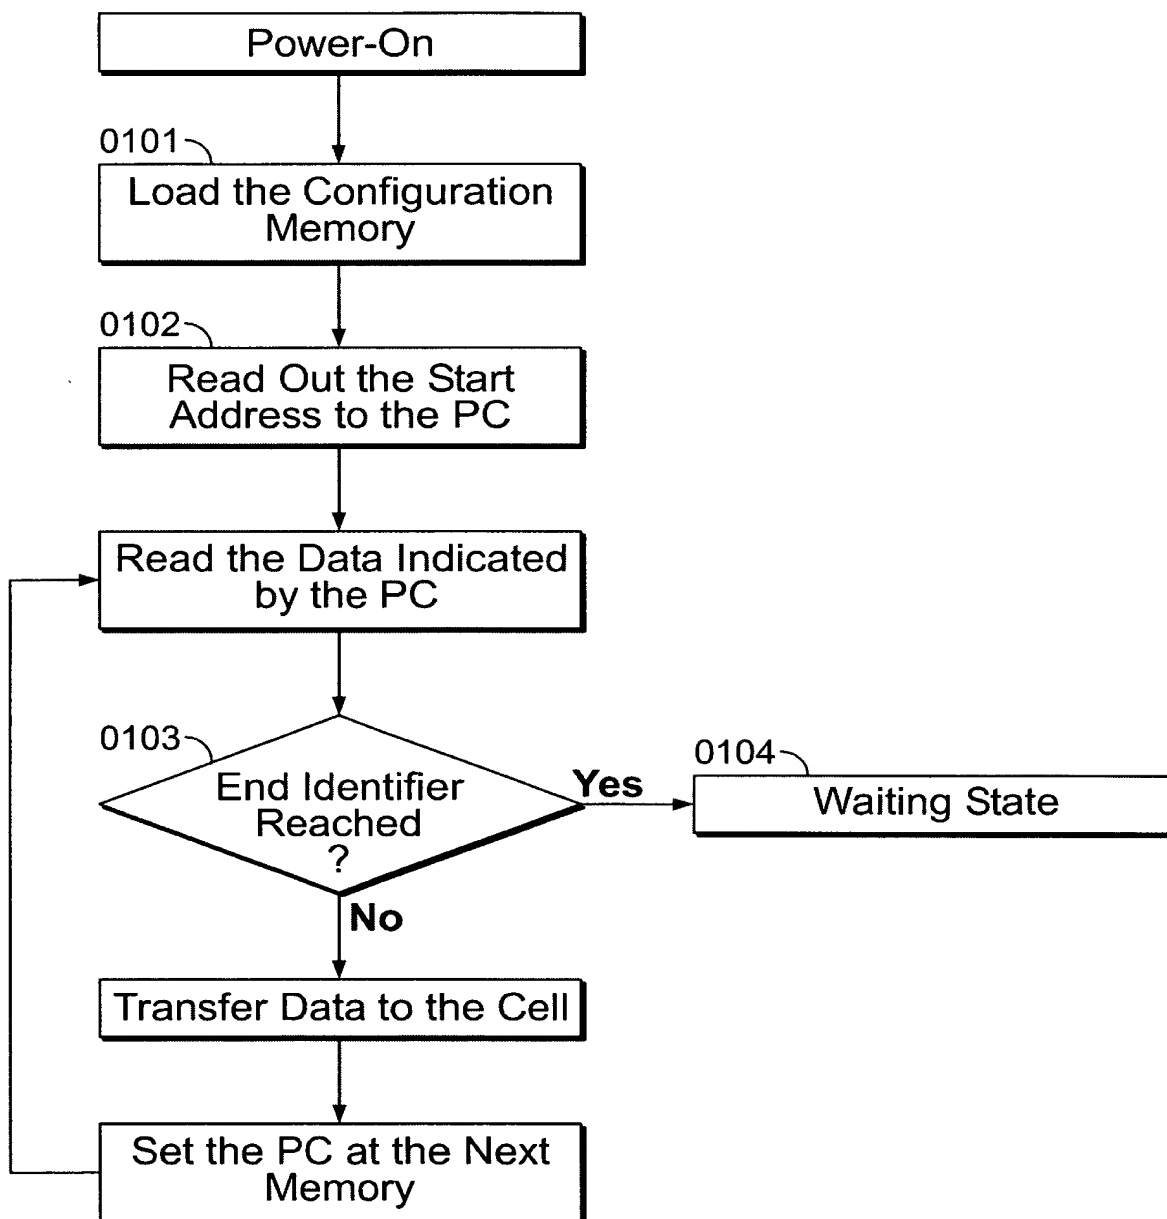 Power-On
0101
Load the Configuration
Memory
0102
Read Out the Start
Address to the PC
Read the Data Indicated
by the PC
0103
End Identifier
Reached
?
Yes
0104
Waiting State
No
Transfer Data to the Cell
Set the PC at the Next
Memory